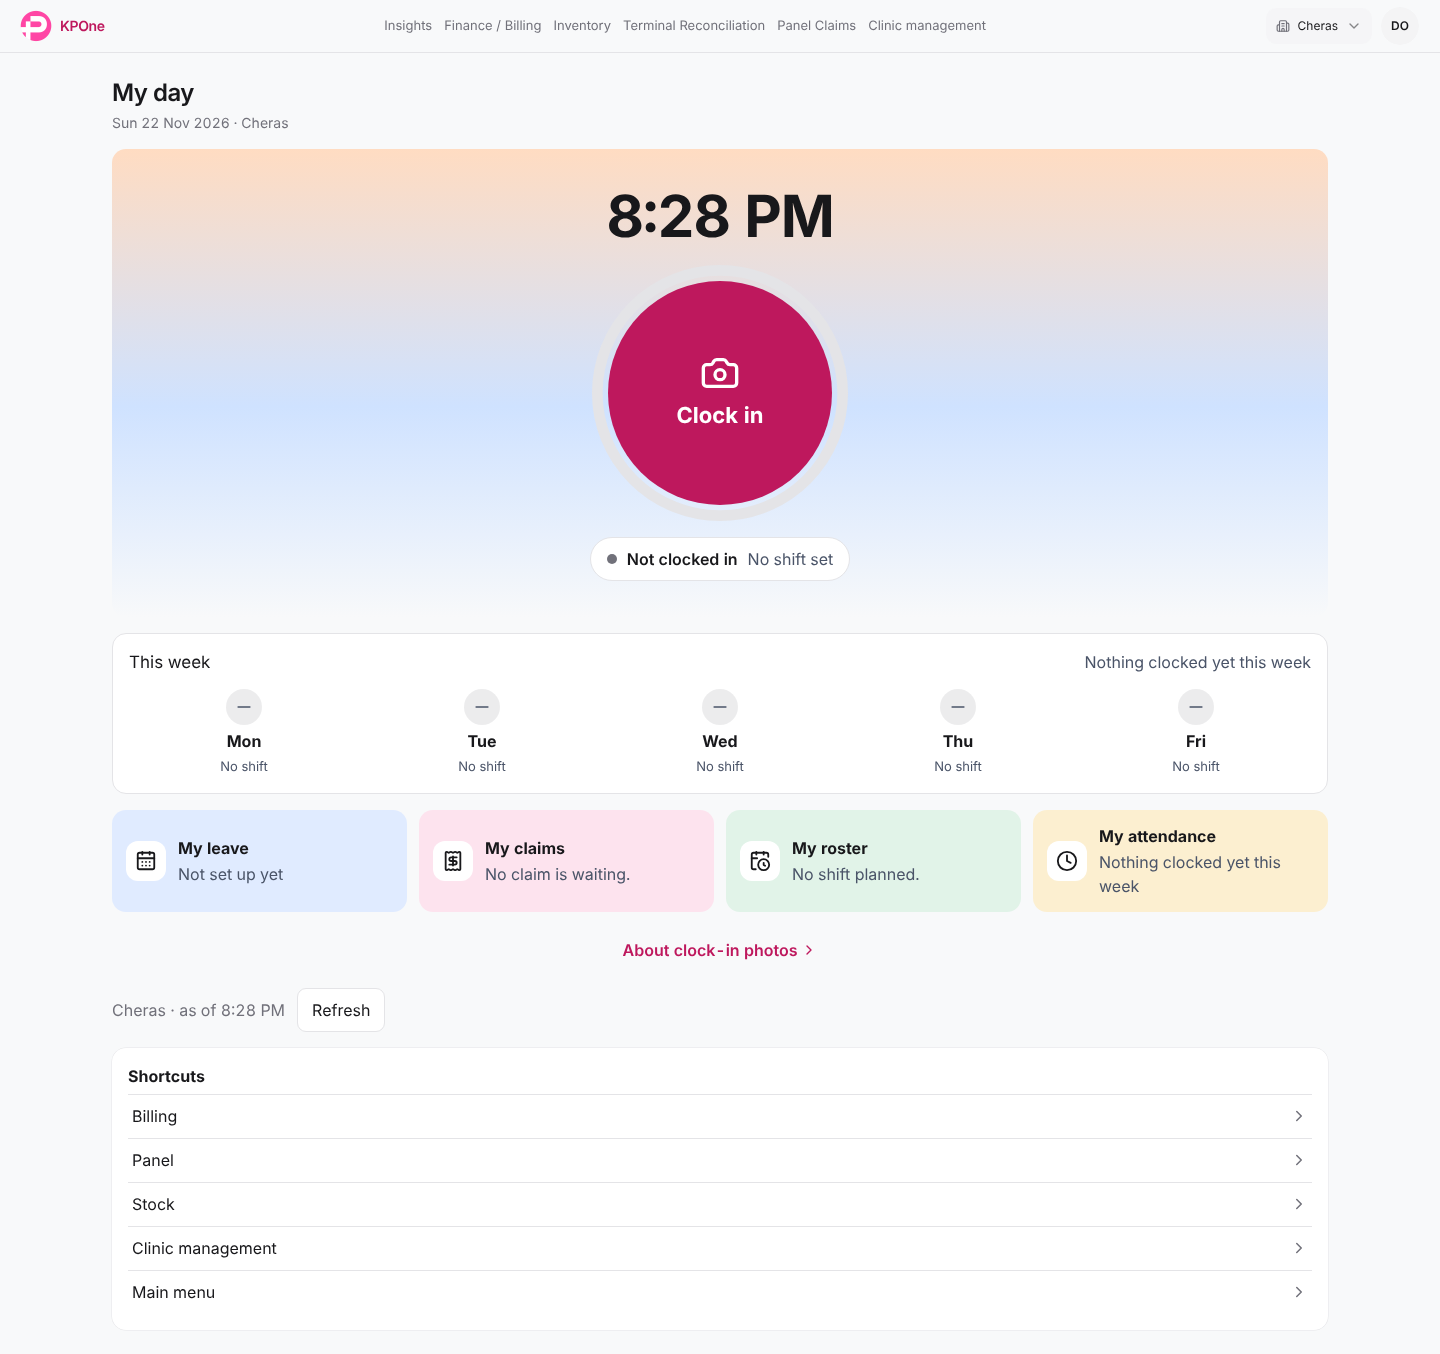 KPOne
Insights
Finance / Billing
Inventory
Terminal Reconciliation
Panel Claims
Clinic management
Cheras
DO
My day
Sun 22 Nov 2026 · Cheras
8:28 PM
Clock in
Not clocked in No shift set
This week
Nothing clocked yet this week
Mon
No shift
Tue
No shift
Wed
No shift
Thu
No shift
Fri
No shift
My leave
Not set up yet
My claims
No claim is waiting.
My roster
No shift planned.
My attendance
Nothing clocked yet this
week
About clock-in photos
Cheras · as of 8:28 PM
Refresh
Shortcuts
Billing
Panel
Stock
Clinic management
Main menu